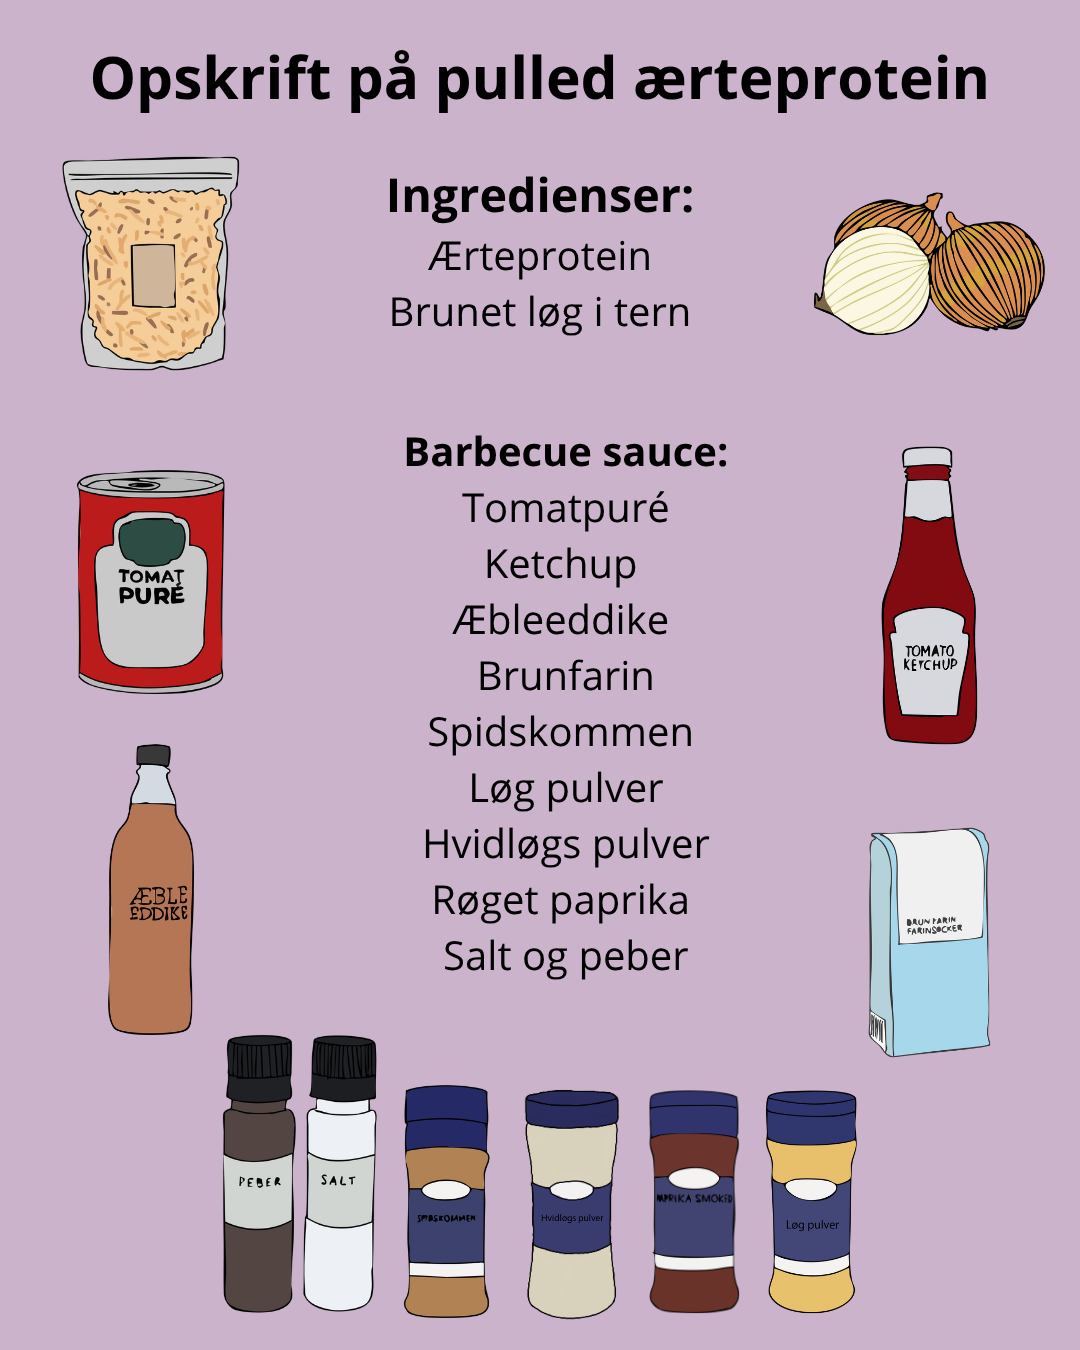 Opskrift på pulled ærteprotein
Ingredienser:
Ærteprotein
Brunet løg i tern
Barbecue sauce:
Tomatpuré
Ketchup
Æbleeddike
Brunfarin
Spidskommen
Løg pulver
Hvidløgs pulver
Røget paprika
Salt og peber
TOMAT
PURÉ
TOMATO
KETCHUP
ÆBLE
EDDIKE
BRUN FARIN
FARINSOCKER
PEBER
SALT
SPIDSKOMMEN
Hvidløgs pulver
PAPRIKA SMOKED
Løg pulver